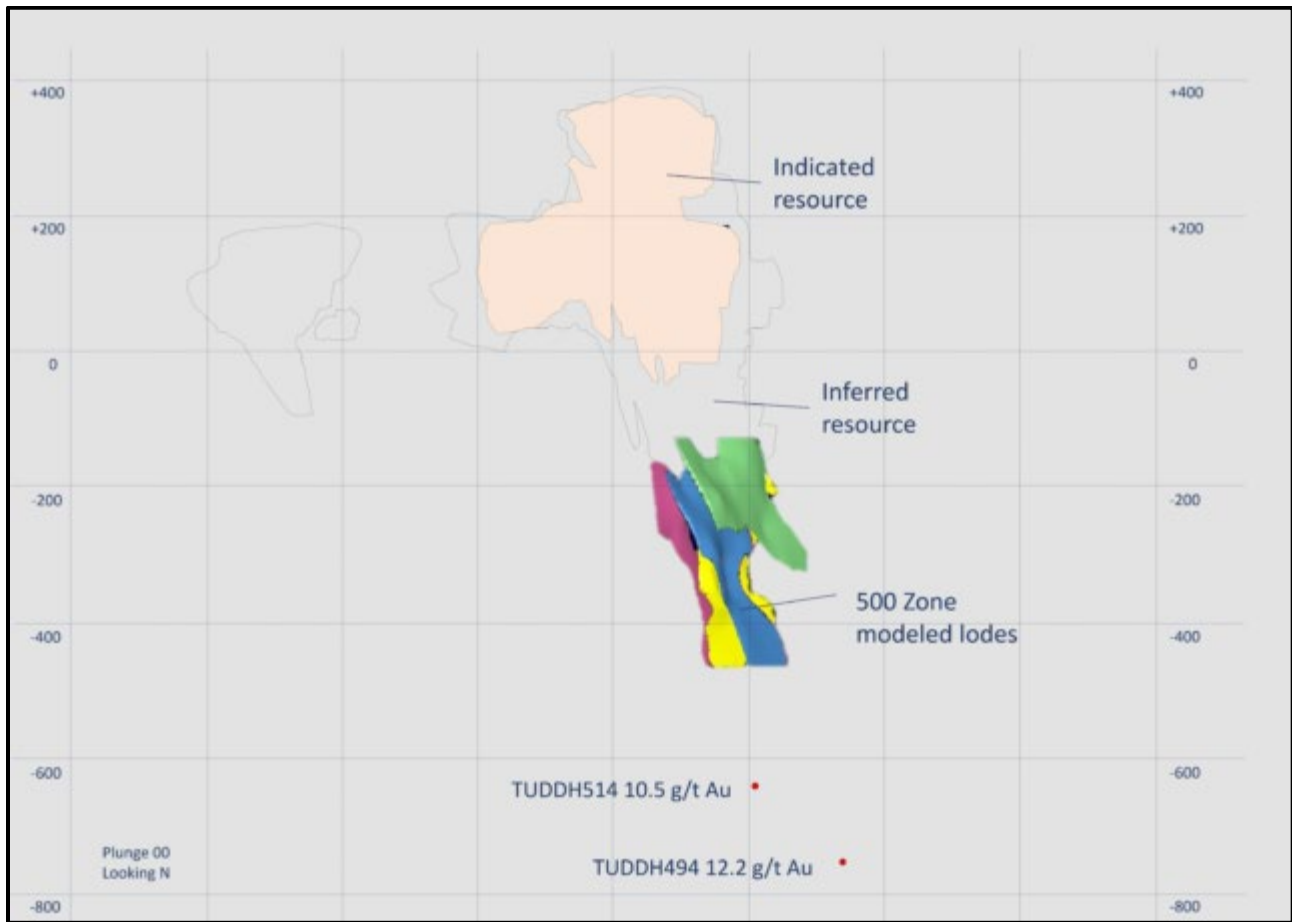 +400
+400
Indicated
resource
+200
+200
0
0
Inferred
resource
-200
-200
500 Zone
modeled lodes
-400
-400
-600
-600
TUDDH514 10.5 g/t Au
Plunge 00
Looking N
TUDDH494 12.2 g/t Au
-800
-800